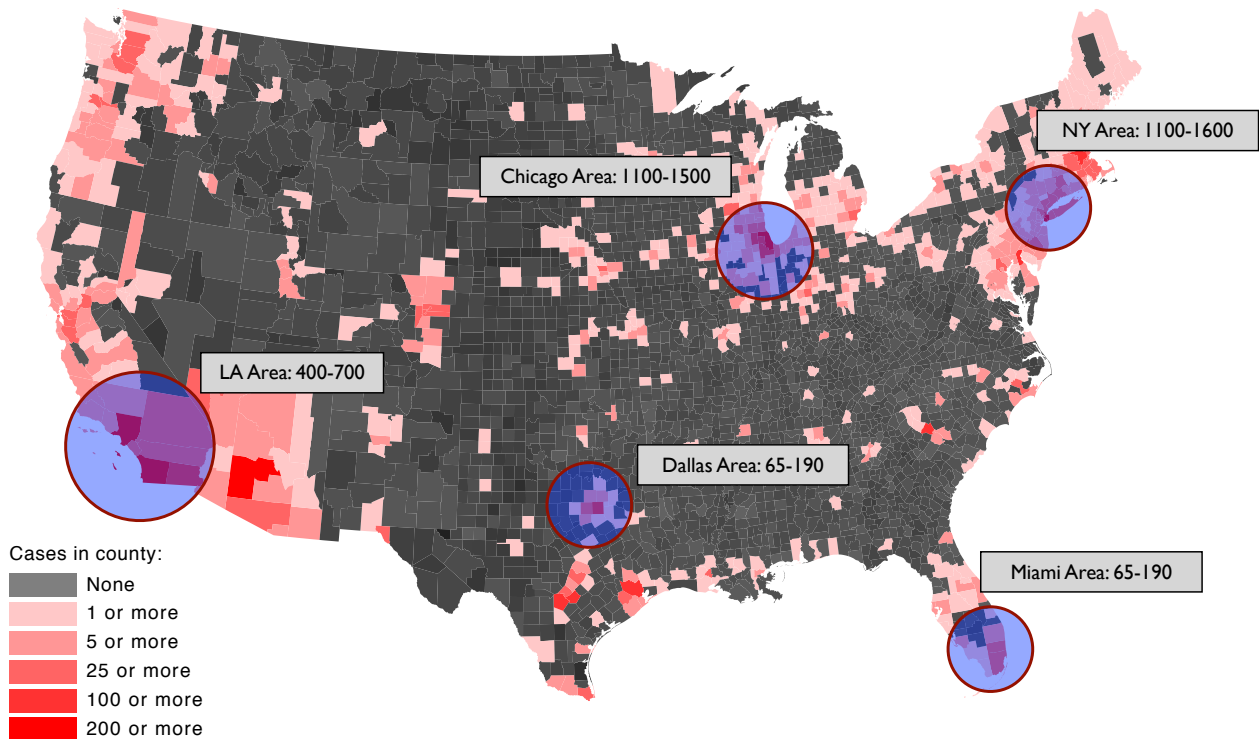 NY Area: 1100-1600
Chicago Area: 1100-1500
LA Area: 400-700
Dallas Area: 65-190
Miami Area: 65-190
Cases in county:
None
1 or more
5 or more
25 or more
100 or more
200 or more